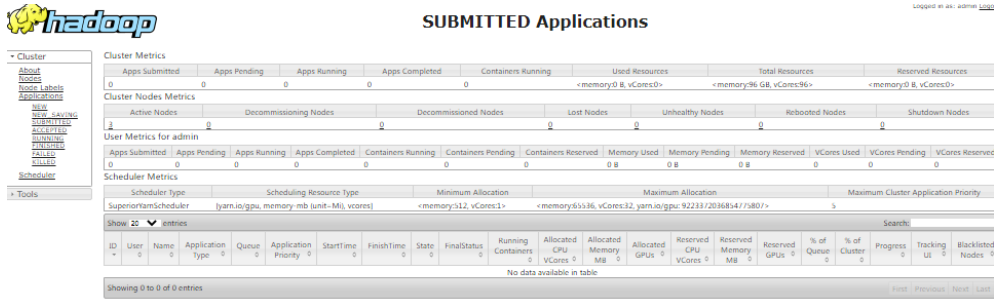 Logged in as: admin Logo
hadoop
SUBMITTED Applications
Cluster
About
Nodes
Node Labels
Applications
NEW
NEW_SAVING
SUBMITTED
ACCEPTED
RUNNING
FINISHED
FAILED
KILLED
Scheduler
Tools
Cluster Metrics
Apps Submitted Apps Pending Apps Running Apps Completed Containers Running Used Resources Total Resources Reserved Resources
0 0 0 0 0 <memory:0 B, vCores:0> <memory:96 GB, vCores:96> <memory:0 B, vCores:0>
Cluster Nodes Metrics
Active Nodes Decommissioning Nodes Decommissioned Nodes Lost Nodes Unhealthy Nodes Rebooted Nodes Shutdown Nodes
3 0 0 0 0 0 0
User Metrics for admin
Apps Submitted Apps Pending Apps Running Apps Completed Containers Running Containers Pending Containers Reserved Memory Used Memory Pending Memory Reserved VCores Used VCores Pending VCores Reserved
0 0 0 0 0 0 0 0 B 0 B 0 B 0 0 0
Scheduler Metrics
Scheduler Type Scheduling Resource Type Minimum Allocation Maximum Allocation Maximum Cluster Application Priority
SuperiorYarnScheduler [yarn.io/gpu, memory-mb (unit=Mi), vcores] <memory:512, vCores:1> <memory:65536, vCores:32, yarn.io/gpu: 9223372036854775807> 5
Show 20 entries Search:
ID User Name Application Type Queue Application Priority StartTime FinishTime State FinalStatus Running Containers Allocated CPU VCores Allocated Memory MB Allocated GPUs Reserved CPU VCores Reserved Memory MB Reserved GPUs % of Queue % of Cluster Progress Tracking UI Blacklisted Nodes
No data available in table
Showing 0 to 0 of 0 entries First Previous Next Last